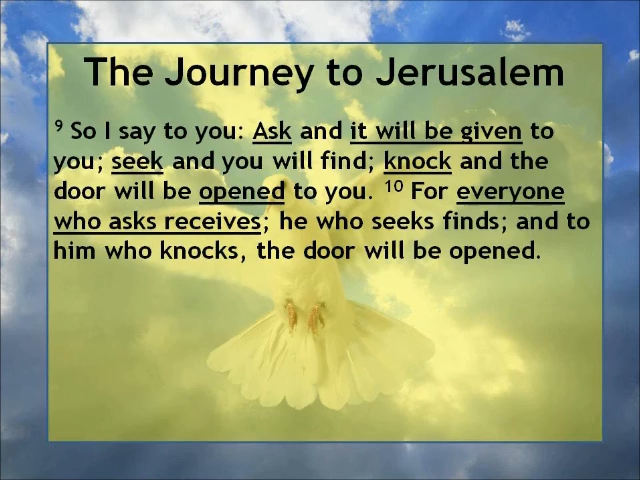 The Journey to Jerusalem
9 So I say to you: Ask and it will be given to
you; seek and you will find; knock and the
door will be opened to you. 10 For everyone
who asks receives; he who seeks finds; and to
him who knocks, the door will be opened.